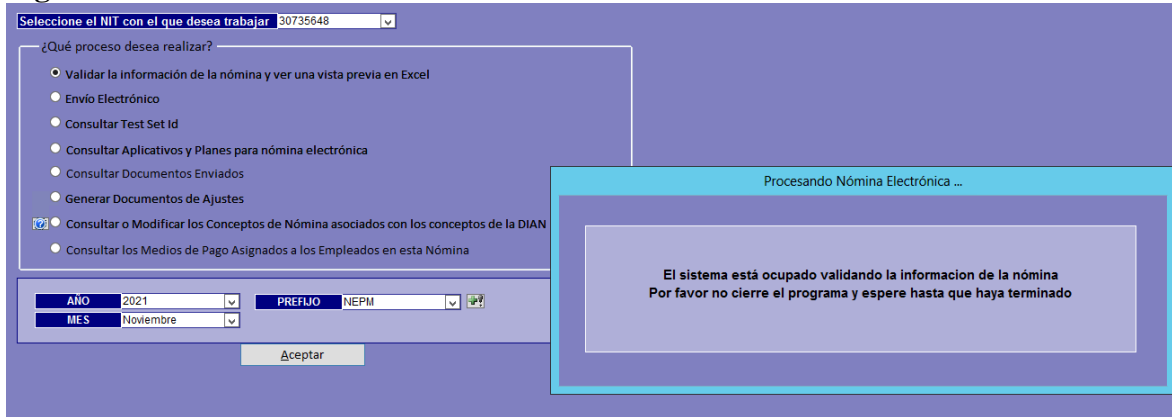 Seleccione el NIT con el que desea trabajar 30735648
¿Qué proceso desea realizar?
Validar la información de la nómina y ver una vista previa en Excel
Envío Electrónico
Consultar Test Set Id
Consultar Aplicativos y Planes para nómina electrónica
Consultar Documentos Enviados
Generar Documentos de Ajustes
Consultar o Modificar los Conceptos de Nómina asociados con los conceptos de la DIAN
Consultar los Medios de Pago Asignados a los Empleados en esta Nómina
AÑO 2021 PREFIJO NEPM
MES Noviembre
Aceptar
Procesando Nómina Electrónica ...
El sistema está ocupado validando la informacion de la nómina
Por favor no cierre el programa y espere hasta que haya terminado